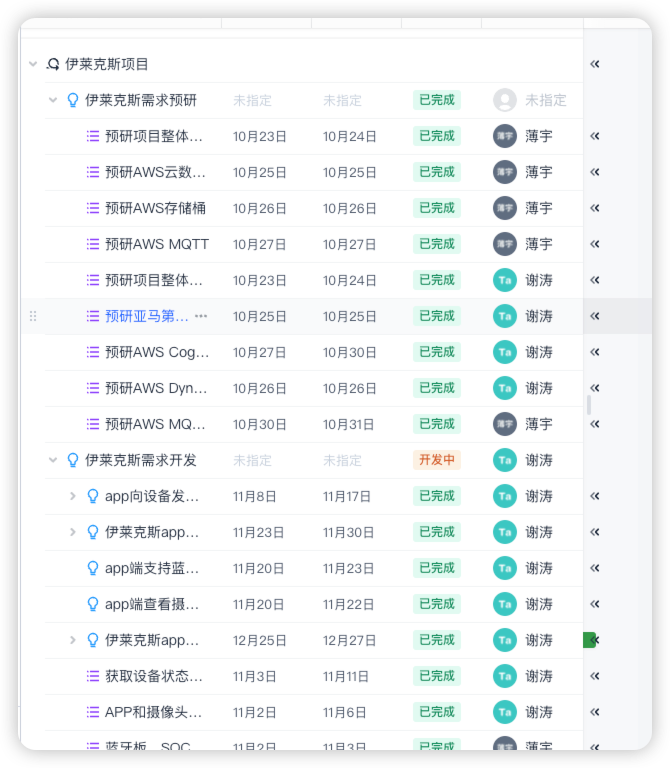 伊莱克斯项目
伊莱克斯需求预研 未指定 未指定 已完成 未指定
预研项目整体... 10月23日 10月24日 已完成 薄宇 薄宇
预研AWS云数... 10月25日 10月25日 已完成 薄宇 薄宇
预研AWS存储桶 10月26日 10月26日 已完成 薄宇 薄宇
预研AWS MQTT 10月27日 10月27日 已完成 薄宇 薄宇
预研项目整体... 10月23日 10月24日 已完成 Ta 谢涛
预研亚马第... 10月25日 10月25日 已完成 Ta 谢涛
预研AWS Cog... 10月27日 10月30日 已完成 Ta 谢涛
预研AWS Dyn... 10月26日 10月26日 已完成 Ta 谢涛
预研AWS MQ... 10月30日 10月31日 已完成 薄宇 薄宇
伊莱克斯需求开发 未指定 未指定 开发中 Ta 谢涛
app向设备发... 11月8日 11月17日 已完成 Ta 谢涛
伊莱克斯app... 11月23日 11月30日 已完成 Ta 谢涛
app端支持蓝... 11月20日 11月23日 已完成 Ta 谢涛
app端查看摄... 11月20日 11月22日 已完成 Ta 谢涛
伊莱克斯app... 12月25日 12月27日 已完成 Ta 谢涛
获取设备状态... 11月3日 11月11日 已完成 Ta 谢涛
APP和摄像头... 11月2日 11月6日 已完成 Ta 谢涛
蓝牙板、SOC... 11月2日 11月3日 已完成 薄宇 薄宇